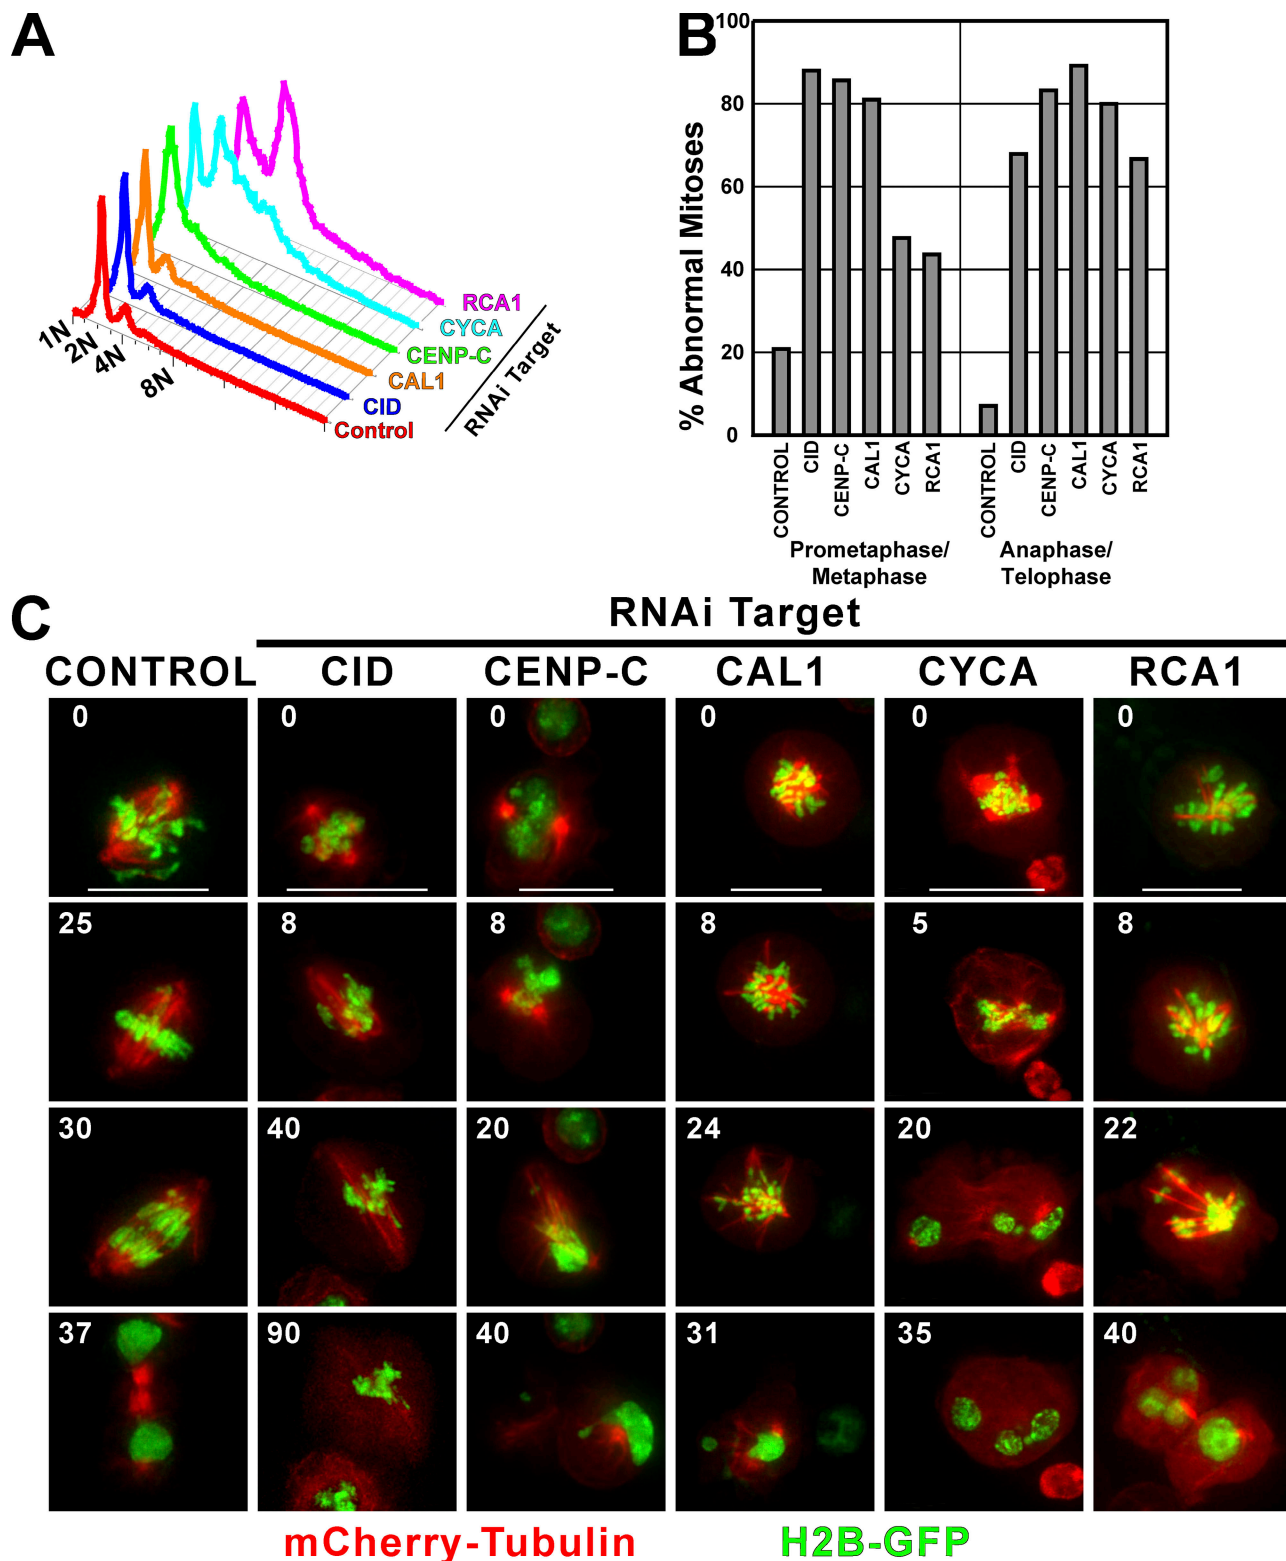 A
1N
2N
4N
8N
RCA1
CYCA
CENP-C
CAL1
CID
Control
RNAi Target
B
% Abnormal Mitoses
100
80
60
40
20
0
CONTROL
CID
CENP-C
CAL1
CYCA
RCA1
CONTROL
CID
CENP-C
CAL1
CYCA
RCA1
Prometaphase/
Metaphase
Anaphase/
Telophase
C
RNAi Target
CONTROL CID CENP-C CAL1 CYCA RCA1
0 0 0 0 0 0
25 8 8 8 5 8
30 40 20 24 20 22
37 90 40 31 35 40
mCherry-Tubulin H2B-GFP